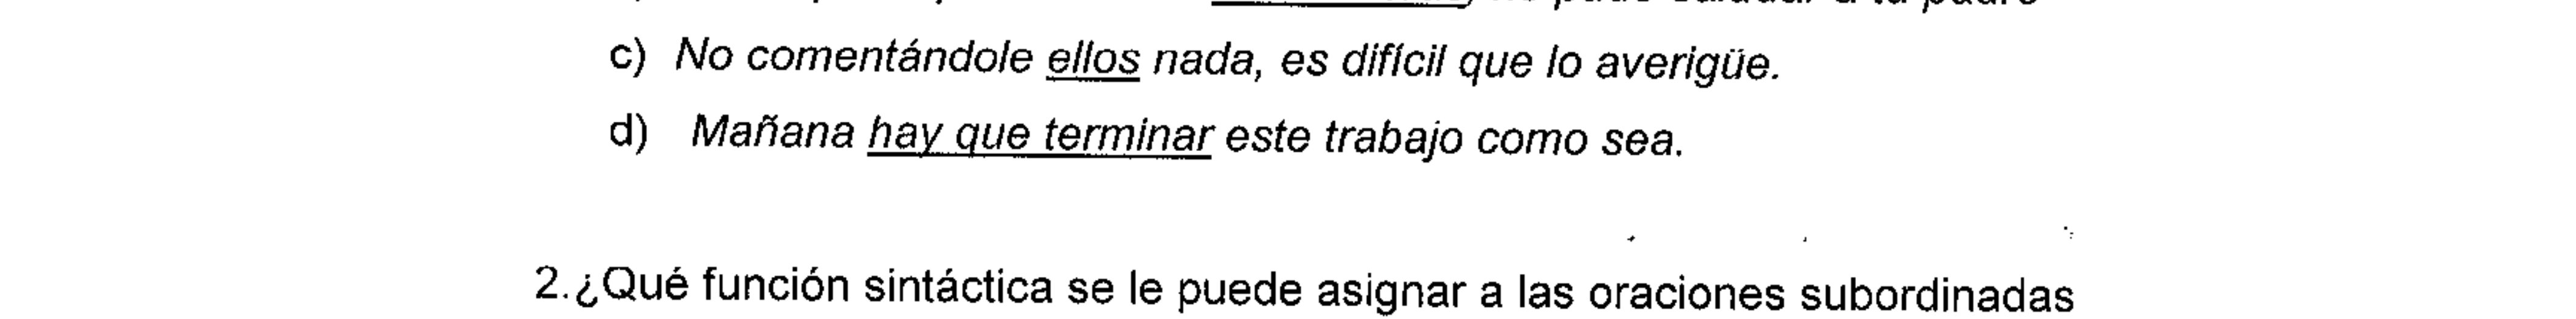 c) No comentándole ellos nada, es difícil que lo averigüe.
d) Mañana hay que terminar este trabajo como sea.
2.¿Qué función sintáctica se le puede asignar a las oraciones subordinadas